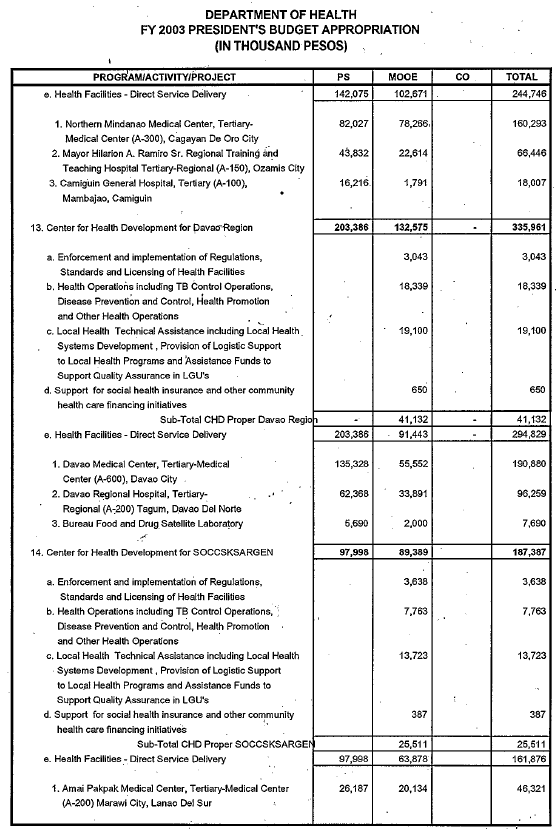 DEPARTMENT OF HEALTH
FY 2003 PRESIDENT'S BUDGET APPROPRIATION
(IN THOUSAND PESOS)
PROGRAM/ACTIVITY/PROJECT PS MOOE CO TOTAL
e. Health Facilities - Direct Service Delivery 142,075 102,671 244,746
1. Northern Mindanao Medical Center, Tertiary- 82,027 78,266 160,293
Medical Center (A-300), Cagayan De Oro City
2. Mayor Hilarion A. Ramiro Sr. Regional Training and 43,832 22,614 66,446
Teaching Hospital Tertiary-Regional (A-150), Ozamis City
3. Camiguin General Hospital, Tertiary (A-100), 16,216 1,791 18,007
Mambajao, Camiguin
13. Center for Health Development for Davao Region 203,386 132,575 - 335,961
a. Enforcement and implementation of Regulations, 3,043 3,043
Standards and Licensing of Health Facilities
b. Health Operations including TB Control Operations, 18,339 18,339
Disease Prevention and Control, Health Promotion
and Other Health Operations
c. Local Health Technical Assistance including Local Health 19,100 19,100
Systems Development , Provision of Logistic Support
to Local Health Programs and Assistance Funds to
Support Quality Assurance in LGU's
d. Support for social health insurance and other community 650 650
health care financing initiatives
Sub-Total CHD Proper Davao Region - 41,132 - 41,132
e. Health Facilities - Direct Service Delivery 203,386 91,443 - 294,829
1. Davao Medical Center, Tertiary-Medical 135,328 55,552 190,880
Center (A-600), Davao City
2. Davao Regional Hospital, Tertiary- 62,368 33,891 96,259
Regional (A-200) Tagum, Davao Del Norte
3. Bureau Food and Drug Satellite Laboratory 5,690 2,000 7,690
14. Center for Health Development for SOCCSKSARGEN 97,998 89,389 187,387
a. Enforcement and implementation of Regulations, 3,638 3,638
Standards and Licensing of Health Facilities
b. Health Operations including TB Control Operations, 7,763 7,763
Disease Prevention and Control, Health Promotion
and Other Health Operations
c. Local Health Technical Assistance including Local Health 13,723 13,723
Systems Development , Provision of Logistic Support
to Local Health Programs and Assistance Funds to
Support Quality Assurance in LGU's
d. Support for social health insurance and other community 387 387
health care financing initiatives
Sub-Total CHD Proper SOCCSKSARGEN 25,511 25,511
e. Health Facilities - Direct Service Delivery 97,998 63,878 161,876
1. Amai Pakpak Medical Center, Tertiary-Medical Center 26,187 20,134 46,321
(A-200) Marawi City, Lanao Del Sur